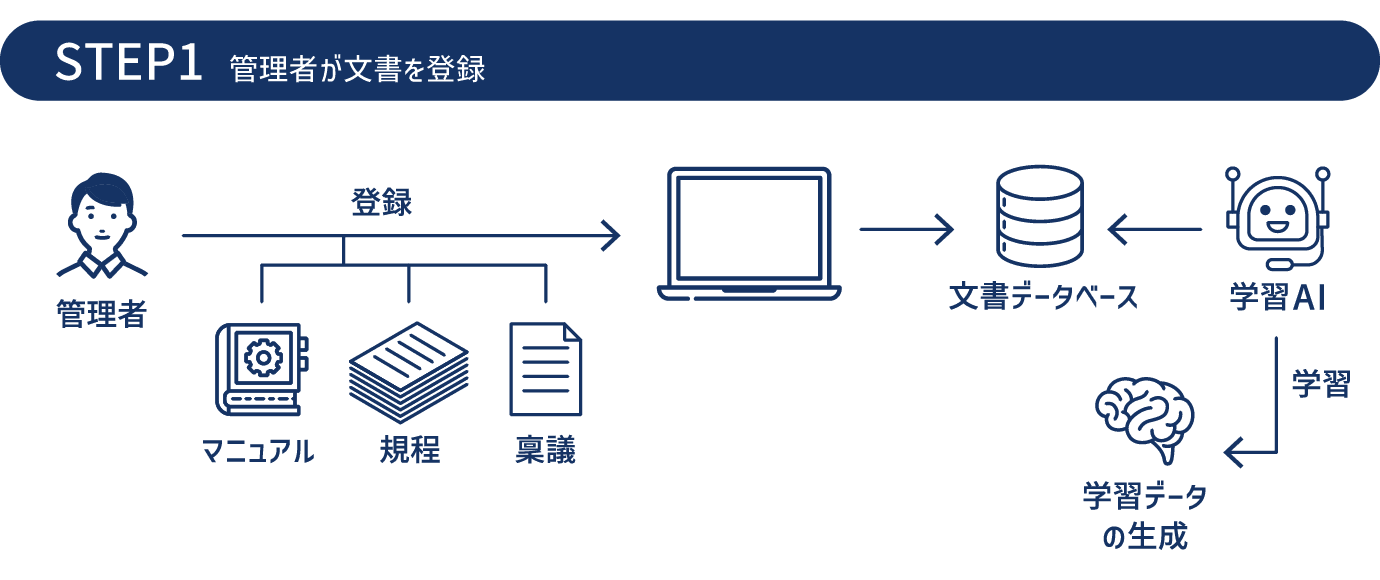 STEP1 管理者が文書を登録
登録
管理者
マニュアル
規程
稟議
文書データベース
学習AI
学習
学習データ
の生成